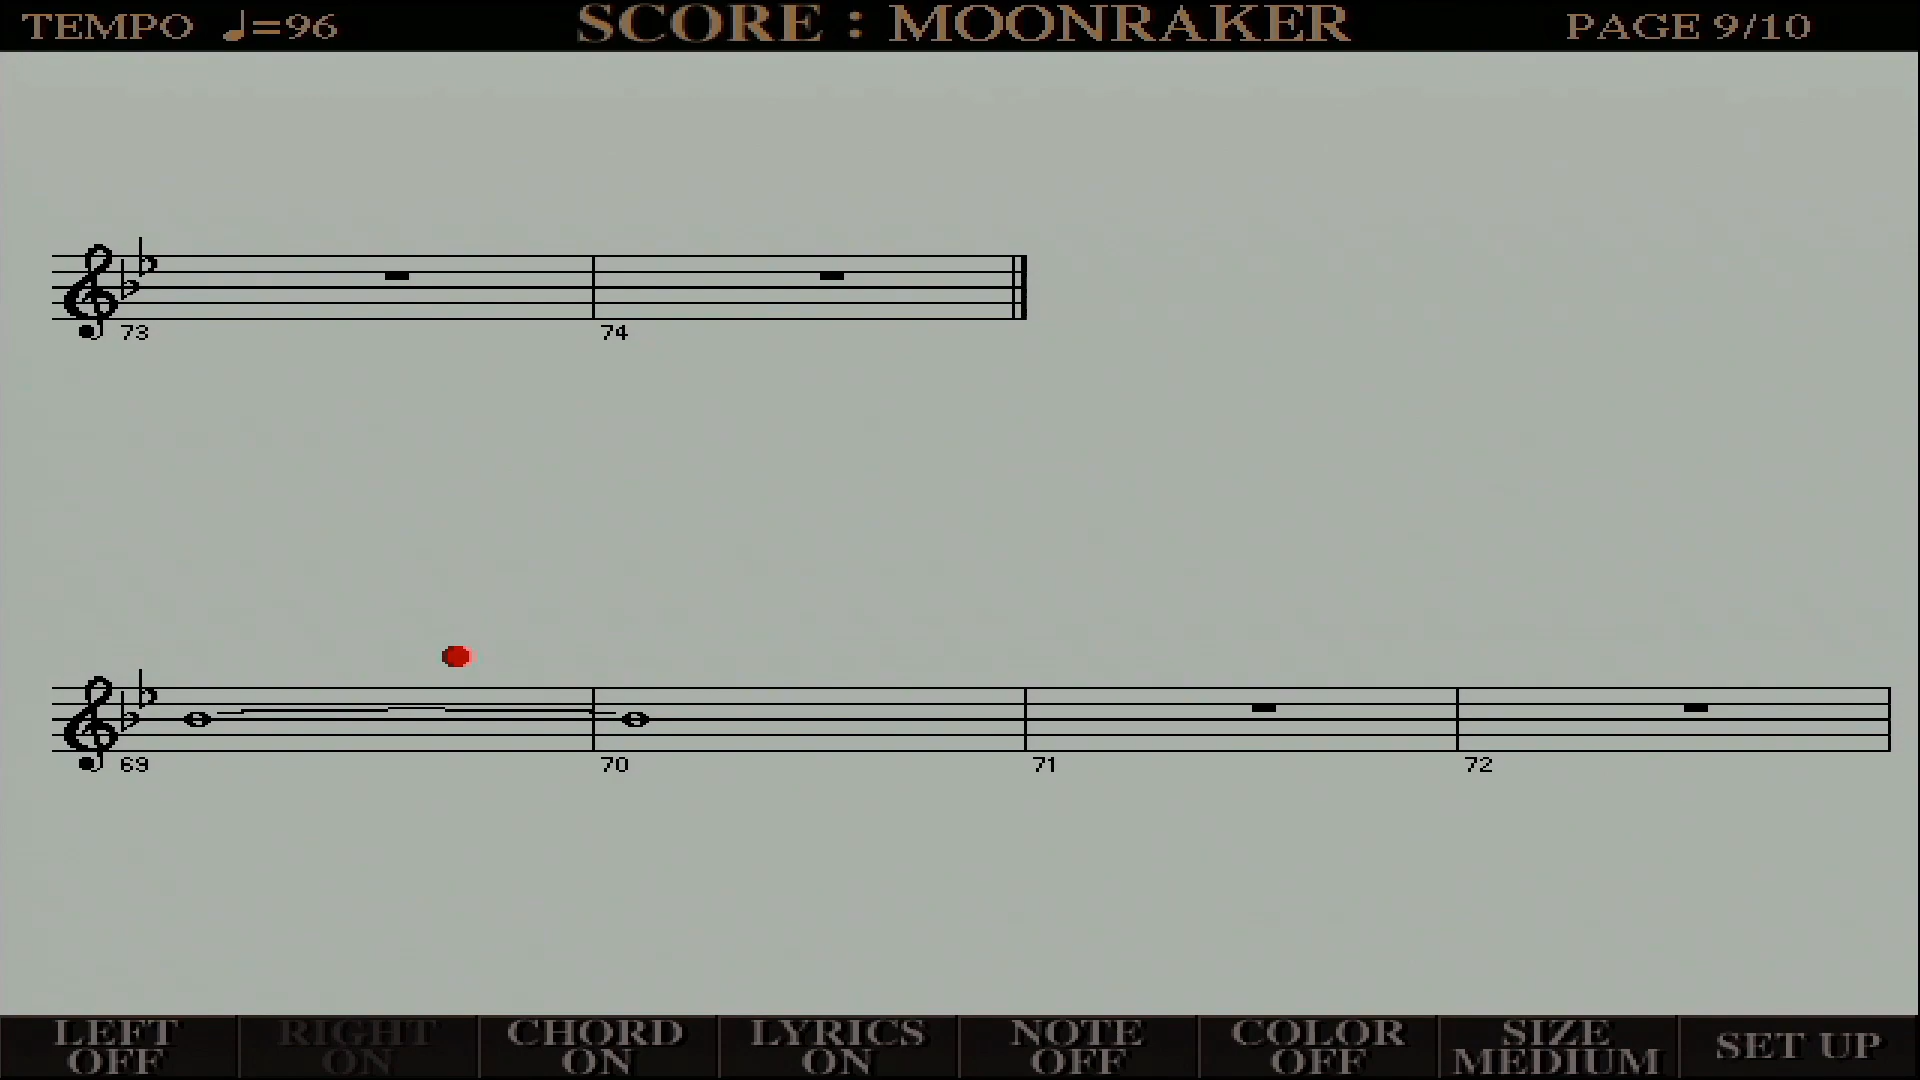 TEMPO ♩=96
SCORE : MOONRAKER
PAGE 9/10
73
74
69
70
71
72
LEFT
OFF
RIGHT
ON
CHORD
ON
LYRICS
ON
NOTE
OFF
COLOR
OFF
SIZE
MEDIUM
SET UP